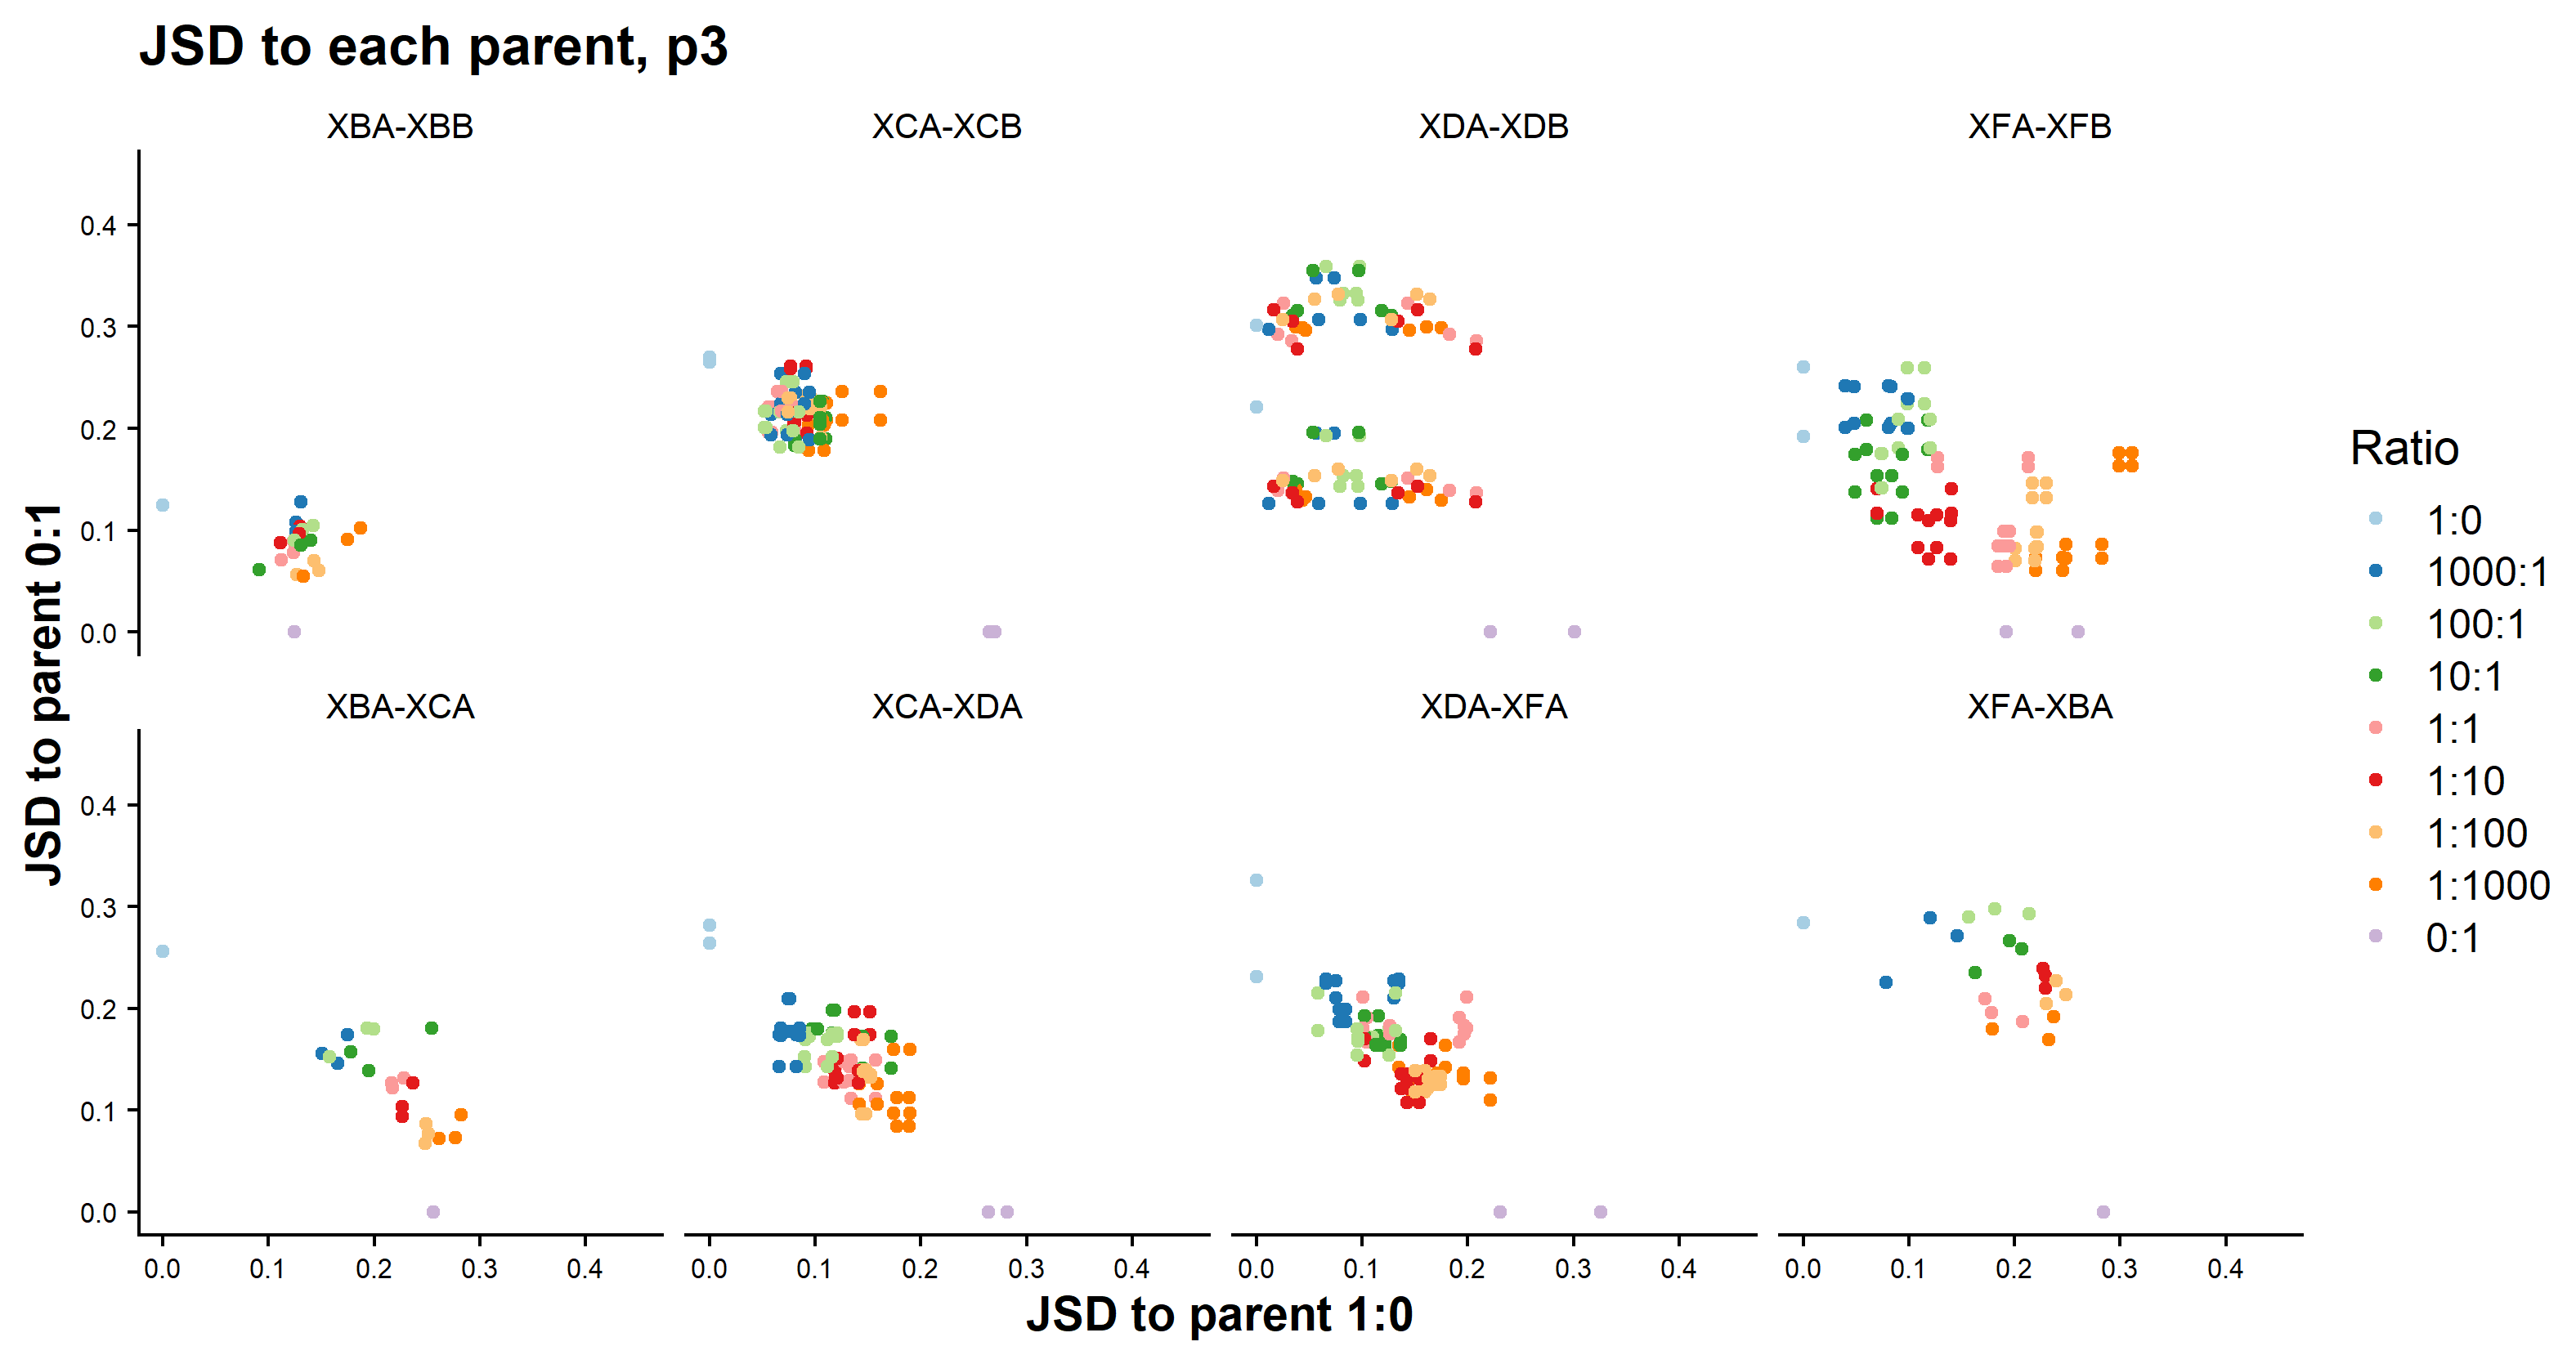 JSD to each parent, p3
XBA-XBB XCA-XCB XDA-XDB XFA-XFB
0.4
0.3
0.2
0.1
0.0
XBA-XCA XCA-XDA XDA-XFA XFA-XBA
0.4
0.3
0.2
0.1
0.0
0.0 0.1 0.2 0.3 0.4 0.0 0.1 0.2 0.3 0.4 0.0 0.1 0.2 0.3 0.4 0.0 0.1 0.2 0.3 0.4
JSD to parent 1:0
JSD to parent 0:1
Ratio
1:0
1000:1
100:1
10:1
1:1
1:10
1:100
1:1000
0:1